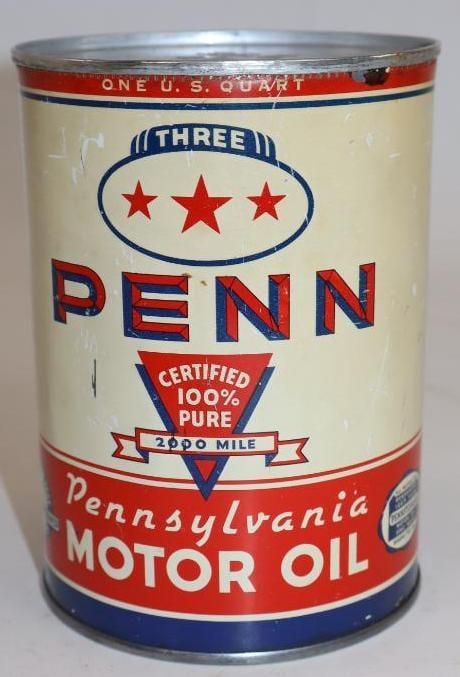 ONE U.S. QUART
THREE
PENN
CERTIFIED
100%
PURE
2000 MILE
Pennsylvania
MOTOR OIL